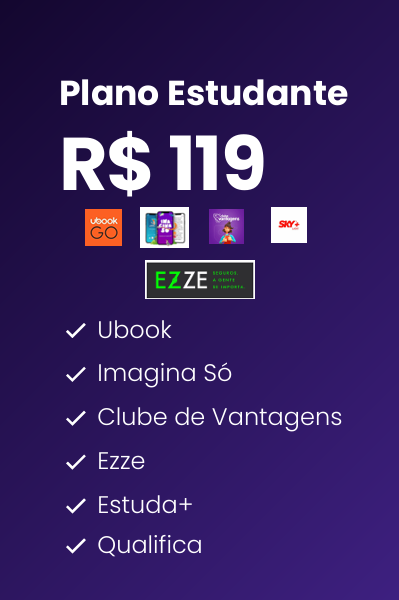 Plano Estudante
R$ 119
ubook
GO
vantagens
SKY+
EZZE
SEGUROS.
A GENTE
SE IMPORTA.
Ubook
Imagina Só
Clube de Vantagens
Ezze
Estuda+
Qualifica